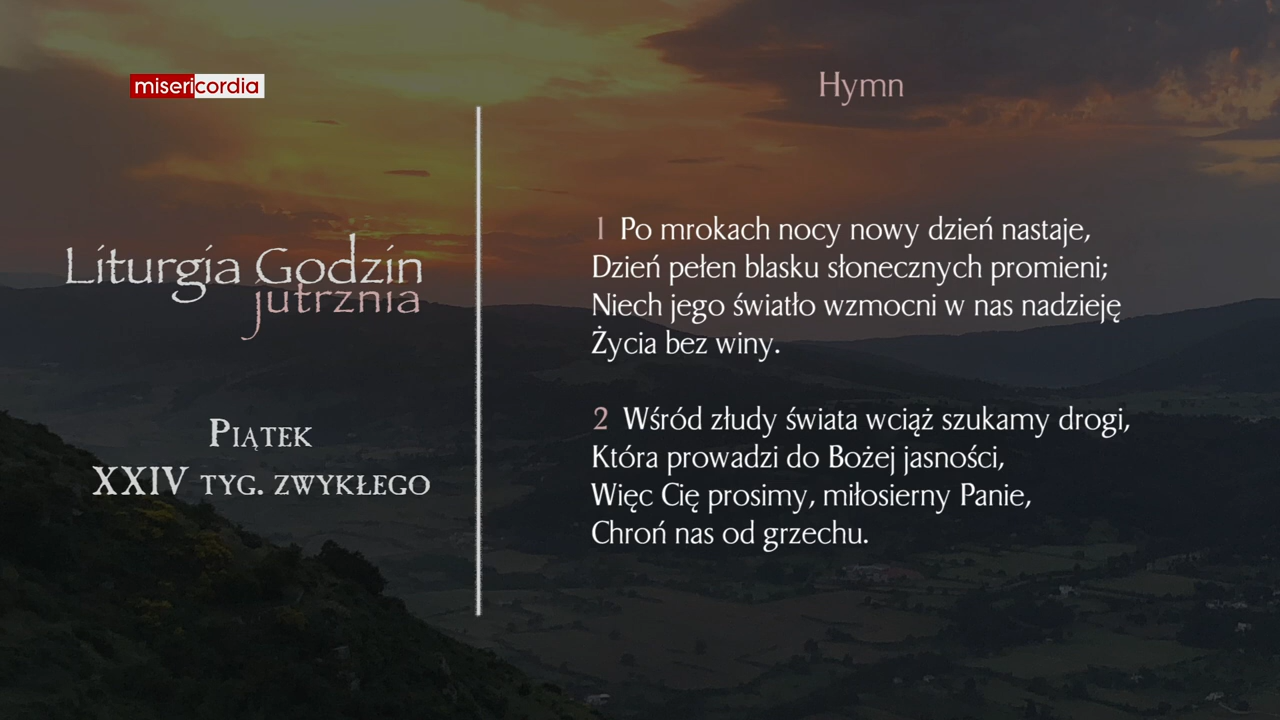 misericordia
Liturgia Godzin
jutrznia
Piątek
XXIV tyg. zwykłego
Hymn
1 Po mrokach nocy nowy dzień nastaje,
Dzień pełen blasku słonecznych promieni;
Niech jego światło wzmocni w nas nadzieję
Życia bez winy.
2 Wśród złudy świata wciąż szukamy drogi,
Która prowadzi do Bożej jasności,
Więc Cię prosimy, miłosierny Panie,
Chroń nas od grzechu.